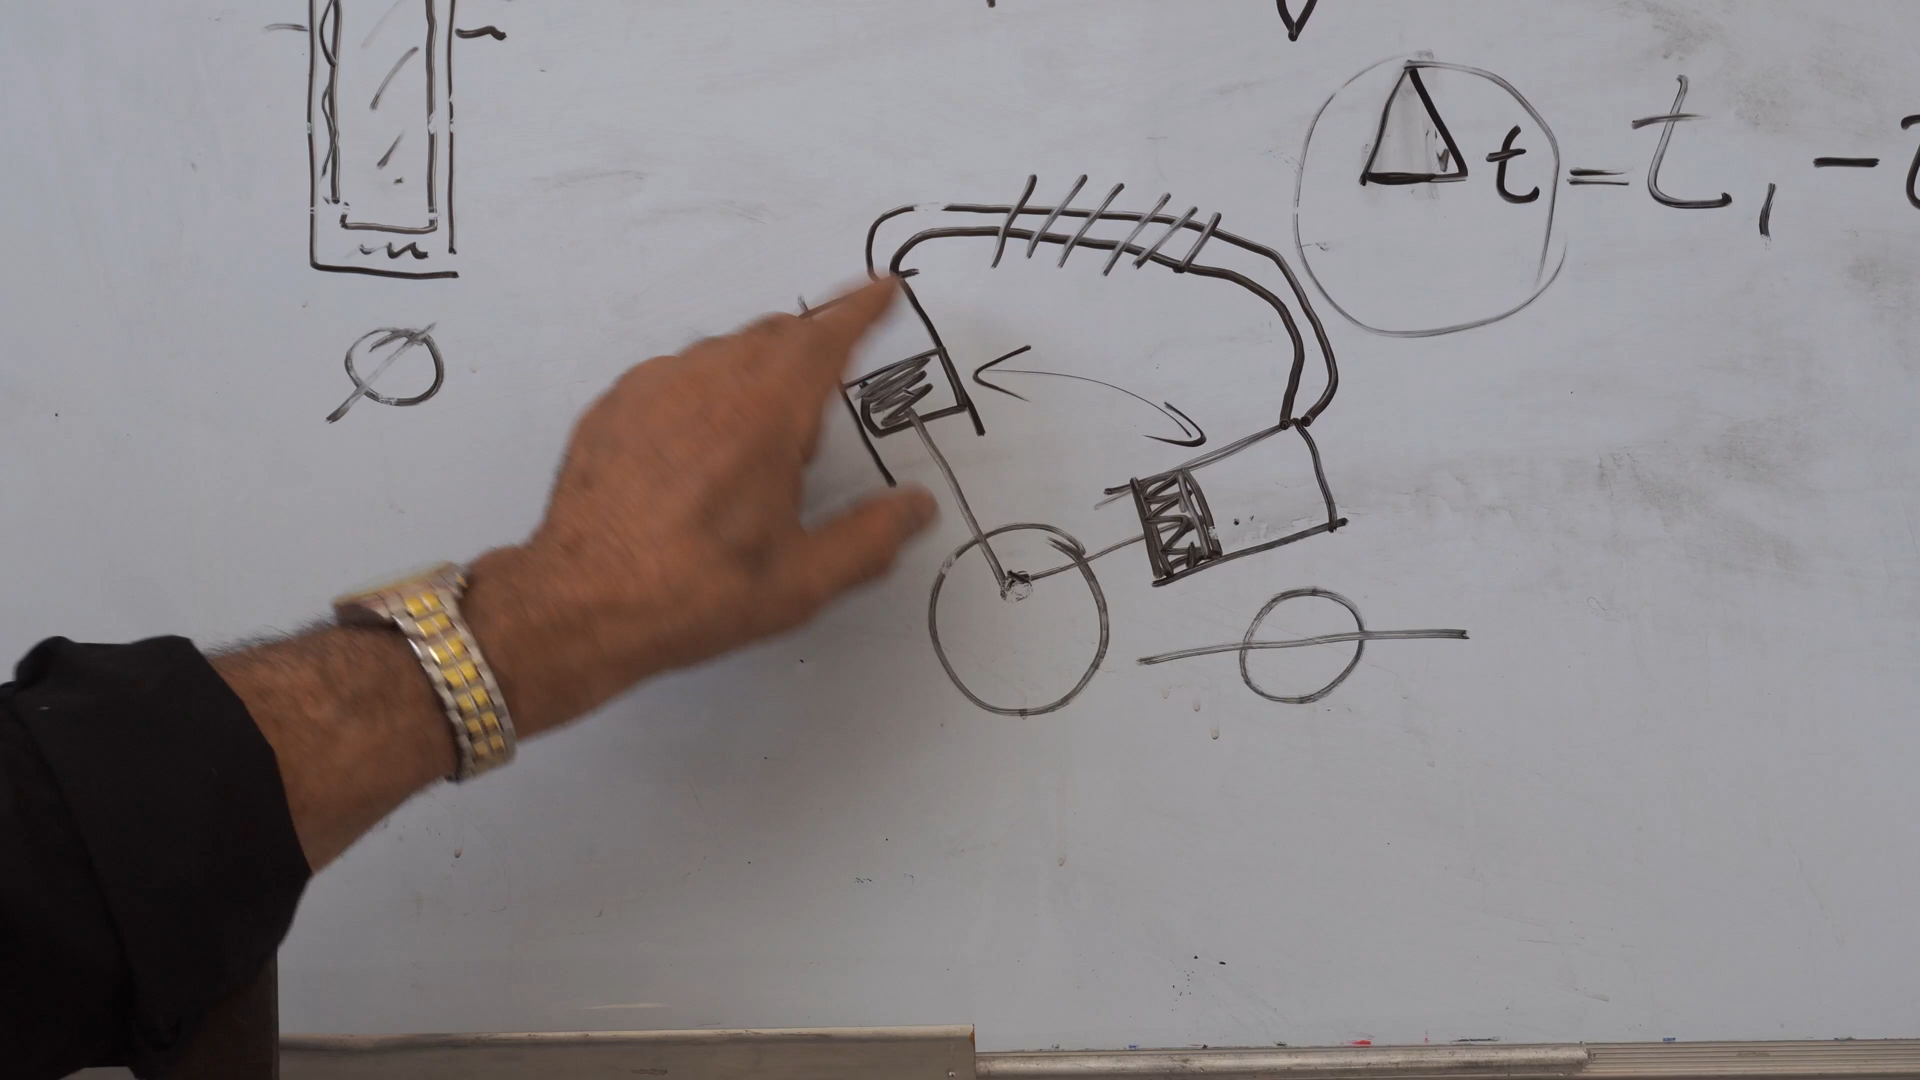 Δt = t₁ -